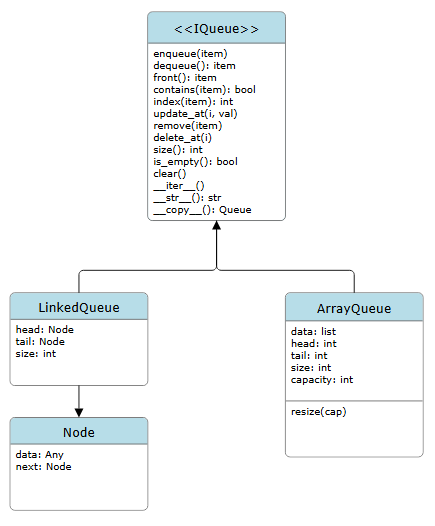 <<IQueue>>
enqueue(item)
dequeue(): item
front(): item
contains(item): bool
index(item): int
update_at(i, val)
remove(item)
delete_at(i)
size(): int
is_empty(): bool
clear()
__iter__()
__str__(): str
__copy__(): Queue
LinkedQueue
head: Node
tail: Node
size: int
ArrayQueue
data: list
head: int
tail: int
size: int
capacity: int
resize(cap)
Node
data: Any
next: Node